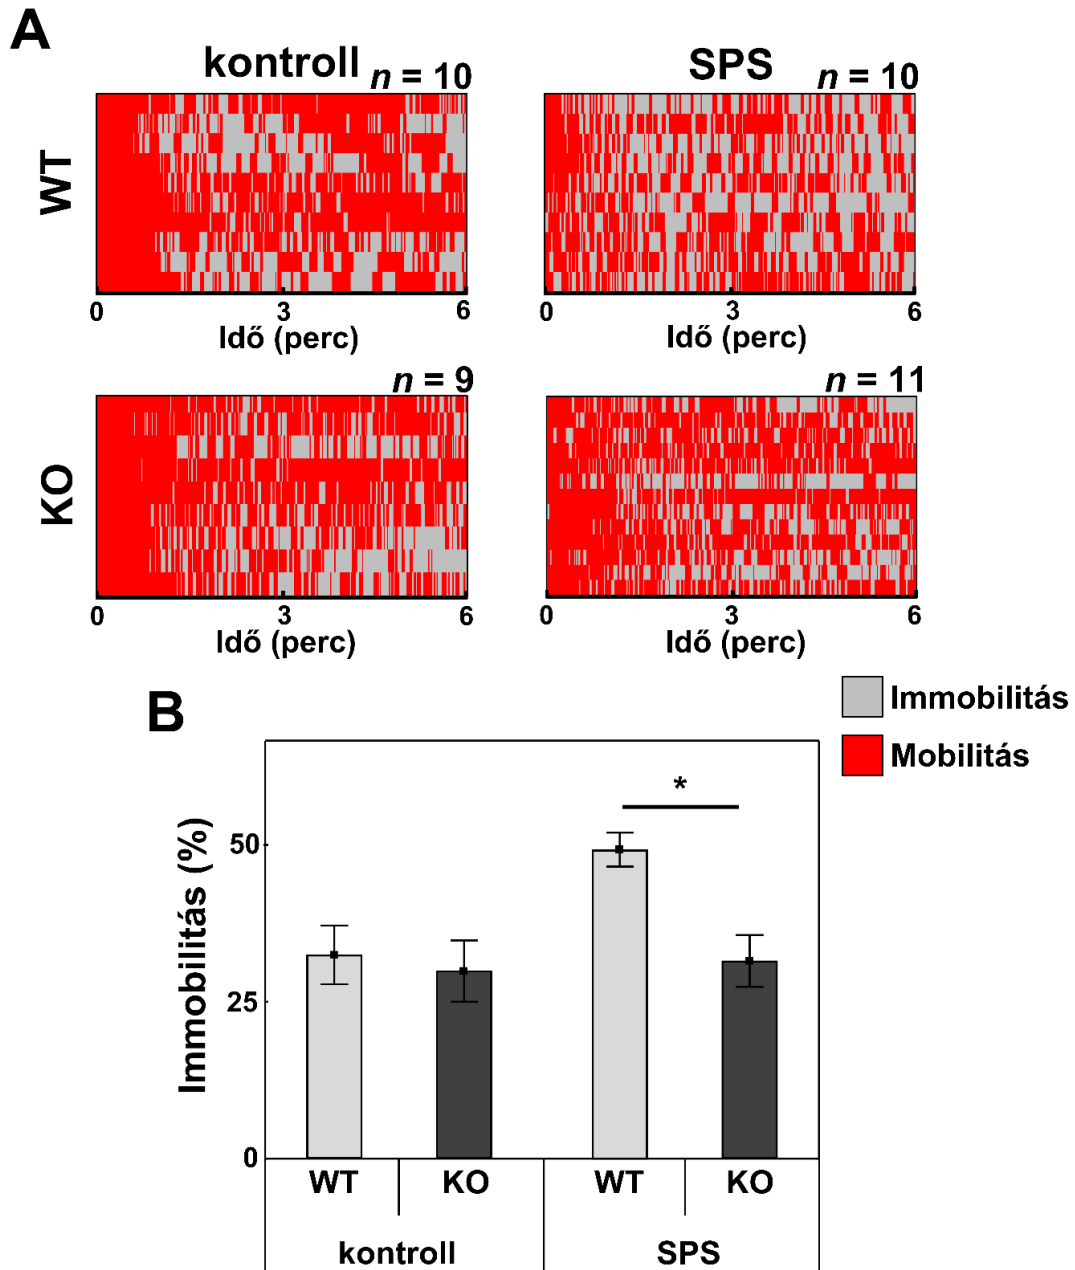 A
kontroll
n = 10
SPS
n = 10
WT
0
3
6
Idő (perc)
0
3
6
Idő (perc)
n = 9
n = 11
KO
0
3
6
Idő (perc)
0
3
6
Idő (perc)
B
Immobilitás
Mobilitás
*
Immobilitás (%)
50
25
0
WT
KO
WT
KO
kontroll
SPS